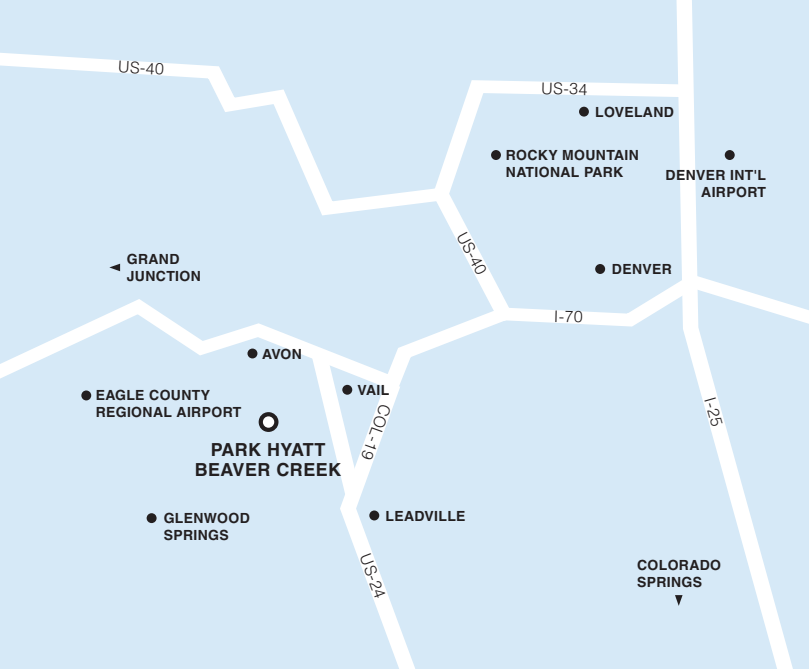 US-40
US-34
LOVELAND
ROCKY MOUNTAIN
NATIONAL PARK
DENVER INT'L
AIRPORT
US-40
GRAND
JUNCTION
DENVER
I-70
AVON
VAIL
EAGLE COUNTY
REGIONAL AIRPORT
COL-19
I-25
PARK HYATT
BEAVER CREEK
GLENWOOD
SPRINGS
LEADVILLE
US-24
COLORADO
SPRINGS